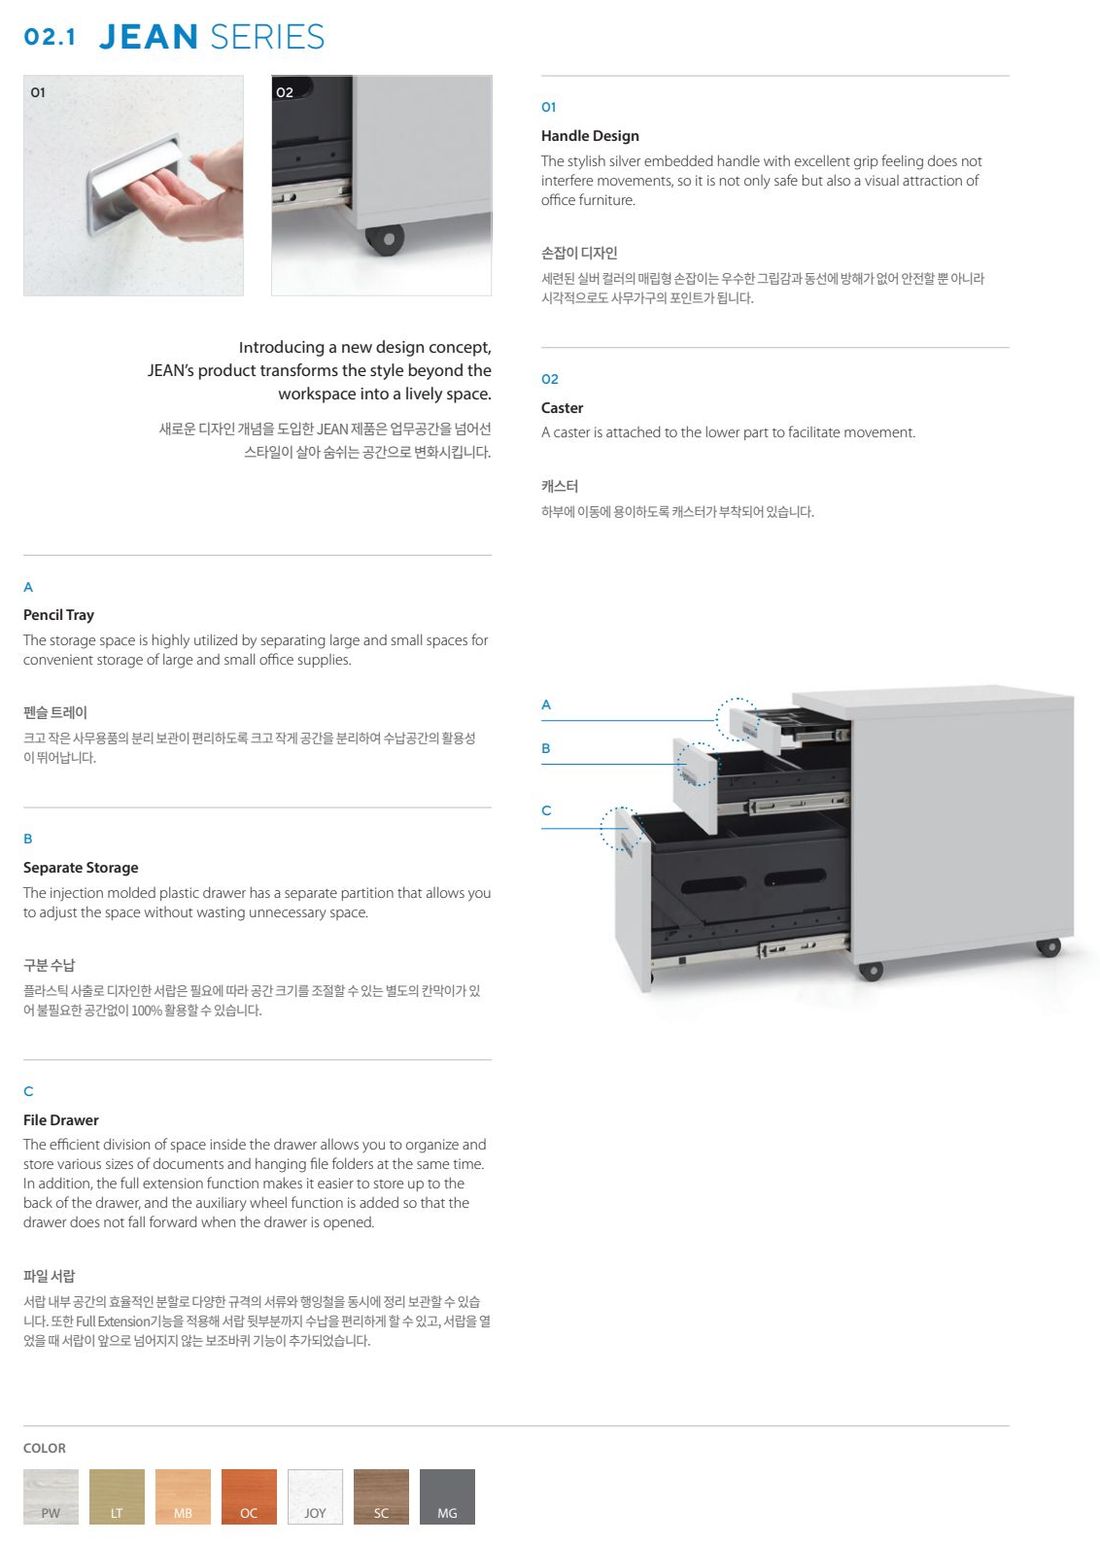 02.1 JEAN SERIES
01
02
Introducing a new design concept,
JEAN’s product transforms the style beyond the
workspace into a lively space.
새로운 디자인 개념을 도입한 JEAN 제품은 업무공간을 넘어선
스타일이 살아 숨쉬는 공간으로 변화시킵니다.
01
Handle Design
The stylish silver embedded handle with excellent grip feeling does not
interfere movements, so it is not only safe but also a visual attraction of
office furniture.
손잡이 디자인
세련된 실버 컬러의 매립형 손잡이는 우수한 그립감과 동선에 방해가 없어 안전할 뿐 아니라
시각적으로도 사무가구의 포인트가 됩니다.
02
Caster
A caster is attached to the lower part to facilitate movement.
캐스터
하부에 이동에 용이하도록 캐스터가 부착되어 있습니다.
A
Pencil Tray
The storage space is highly utilized by separating large and small spaces for
convenient storage of large and small office supplies.
펜슬 트레이
크고 작은 사무용품의 분리 보관이 편리하도록 크고 작게 공간을 분리하여 수납공간의 활용성
이 뛰어납니다.
B
Separate Storage
The injection molded plastic drawer has a separate partition that allows you
to adjust the space without wasting unnecessary space.
구분 수납
플라스틱 사출로 디자인한 서랍은 필요에 따라 공간 크기를 조절할 수 있는 별도의 칸막이가 있
어 불필요한 공간없이 100% 활용할 수 있습니다.
C
File Drawer
The efficient division of space inside the drawer allows you to organize and
store various sizes of documents and hanging file folders at the same time.
In addition, the full extension function makes it easier to store up to the
back of the drawer, and the auxiliary wheel function is added so that the
drawer does not fall forward when the drawer is opened.
파일 서랍
서랍 내부 공간의 효율적인 분할로 다양한 규격의 서류와 행잉철을 동시에 정리 보관할 수 있습
니다. 또한 Full Extension기능을 적용해 서랍 뒷부분까지 수납을 편리하게 할 수 있고, 서랍을 열
었을 때 서랍이 앞으로 넘어지지 않는 보조바퀴 기능이 추가되었습니다.
A
B
C
COLOR
PW LT MB OC JOY SC MG